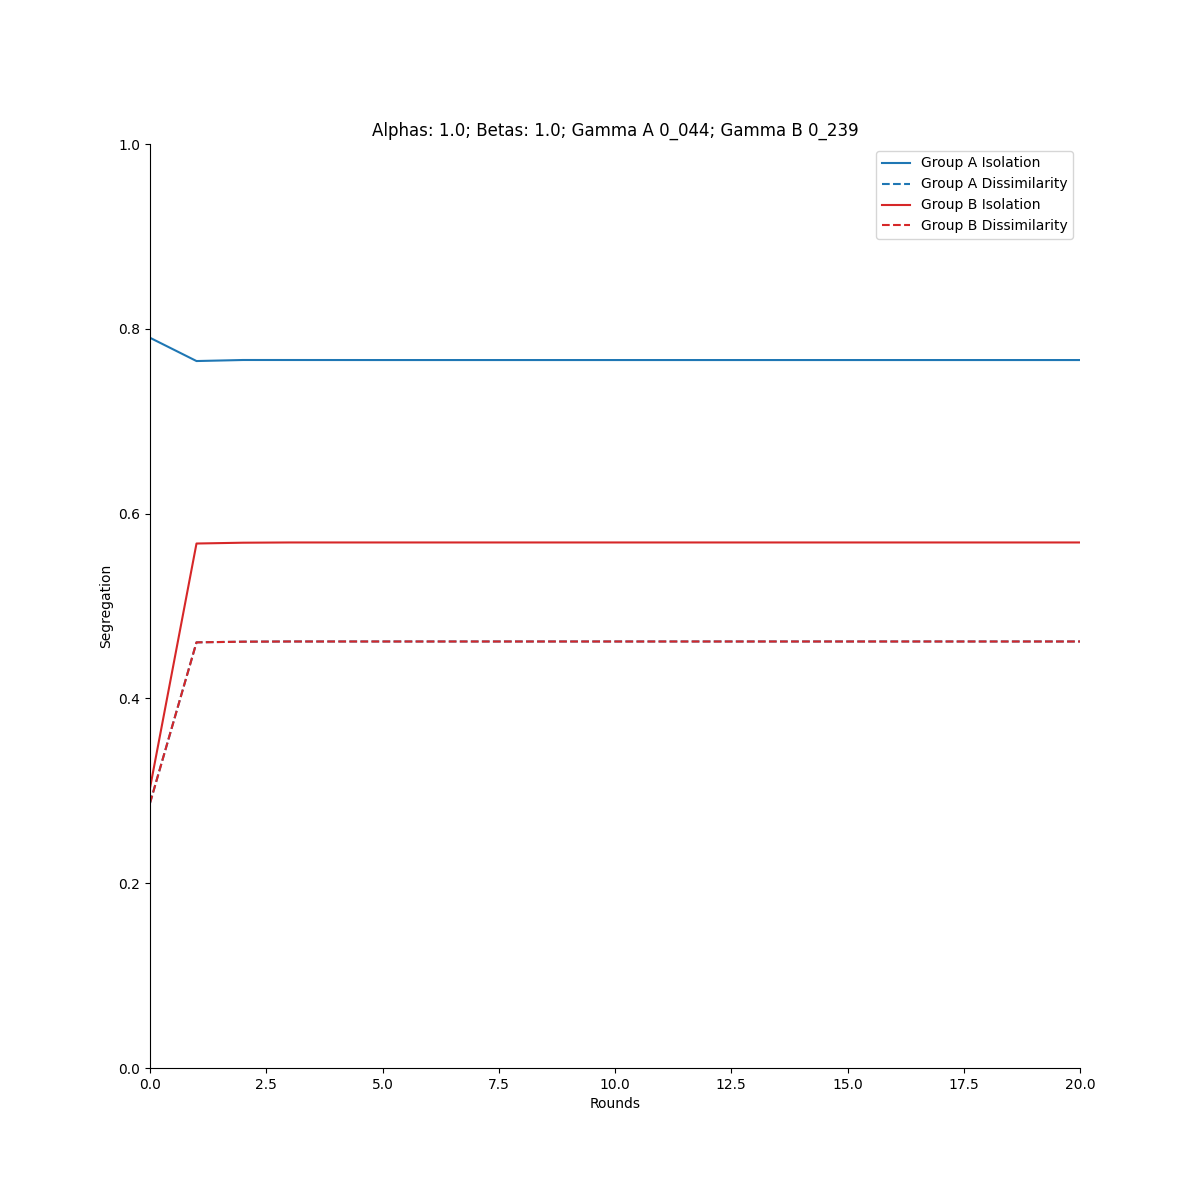 Alphas: 1.0; Betas: 1.0; Gamma A 0_044; Gamma B 0_239
Group A Isolation
Group A Dissimilarity
Group B Isolation
Group B Dissimilarity
1.0
0.8
0.6
0.4
0.2
0.0
Segregation
0.0 2.5 5.0 7.5 10.0 12.5 15.0 17.5 20.0
Rounds